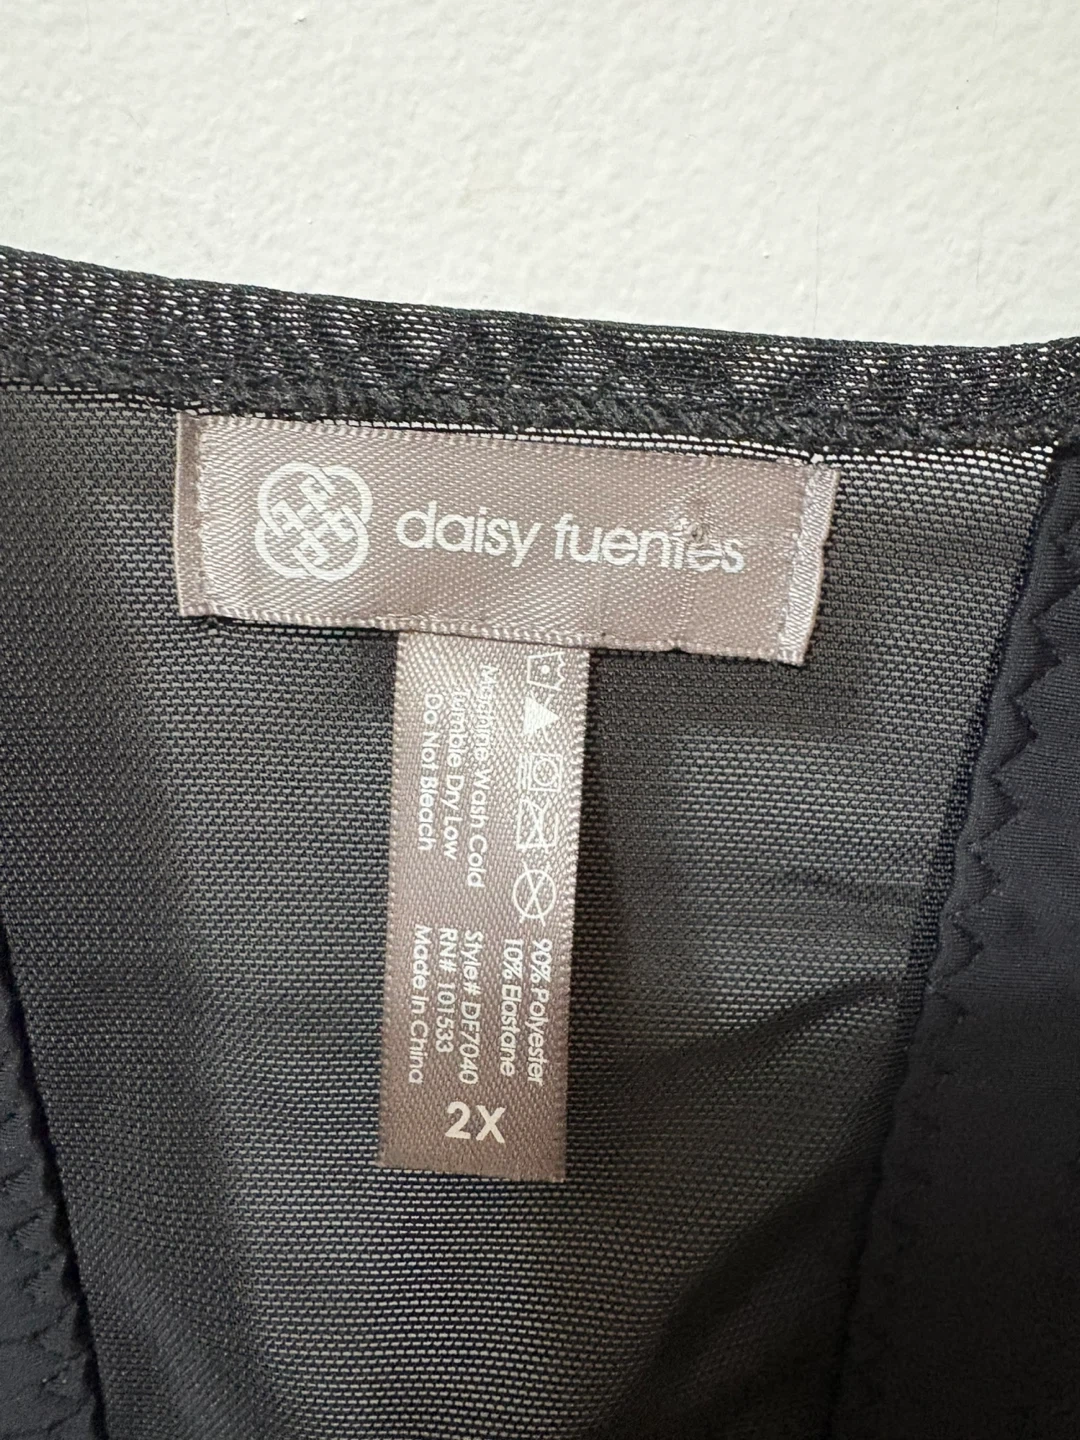 daisy fuentes
90% Polyester
10% Elastane
Machine Wash Cold
Tumble Dry Low
Do Not Bleach
Style# DF7040
RN# 101533
Made In China
2X